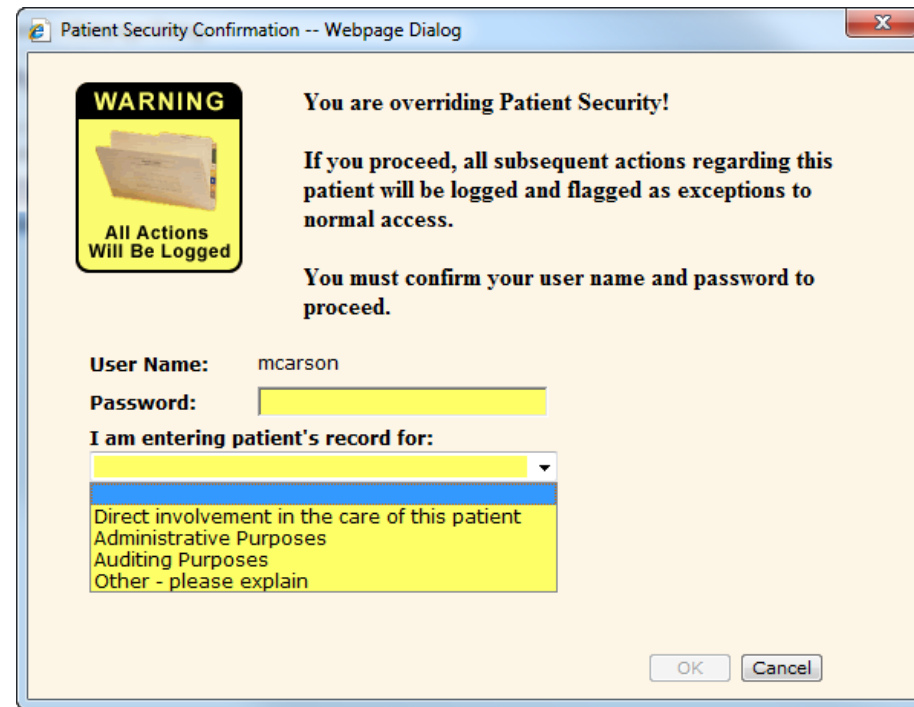 Patient Security Confirmation -- Webpage Dialog
WARNING
All Actions
Will Be Logged
You are overriding Patient Security!
If you proceed, all subsequent actions regarding this
patient will be logged and flagged as exceptions to
normal access.
You must confirm your user name and password to
proceed.
User Name: mcarson
Password:
I am entering patient's record for:
Direct involvement in the care of this patient
Administrative Purposes
Auditing Purposes
Other - please explain
OK Cancel